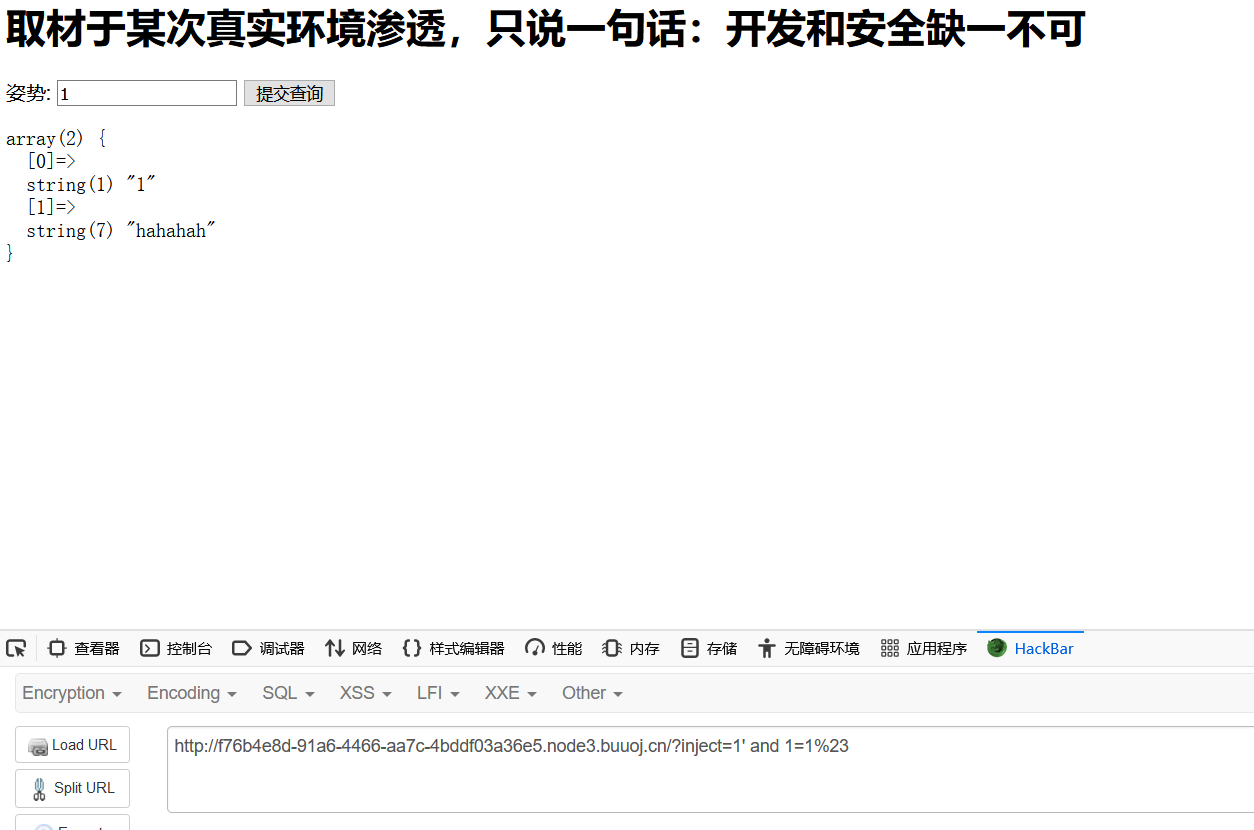 取材于某次真实环境渗透，只说一句话：开发和安全缺一不可
姿势: 1 提交查询
array(2) {
[0]=>
string(1) "1"
[1]=>
string(7) "hahahah"
}
查看器 控制台 调试器 网络 样式编辑器 性能 内存 存储 无障碍环境 应用程序 HackBar
Encryption Encoding SQL XSS LFI XXE Other
Load URL
http://f76b4e8d-91a6-4466-aa7c-4bddf03a36e5.node3.buuoj.cn/?inject=1' and 1=1%23
Split URL